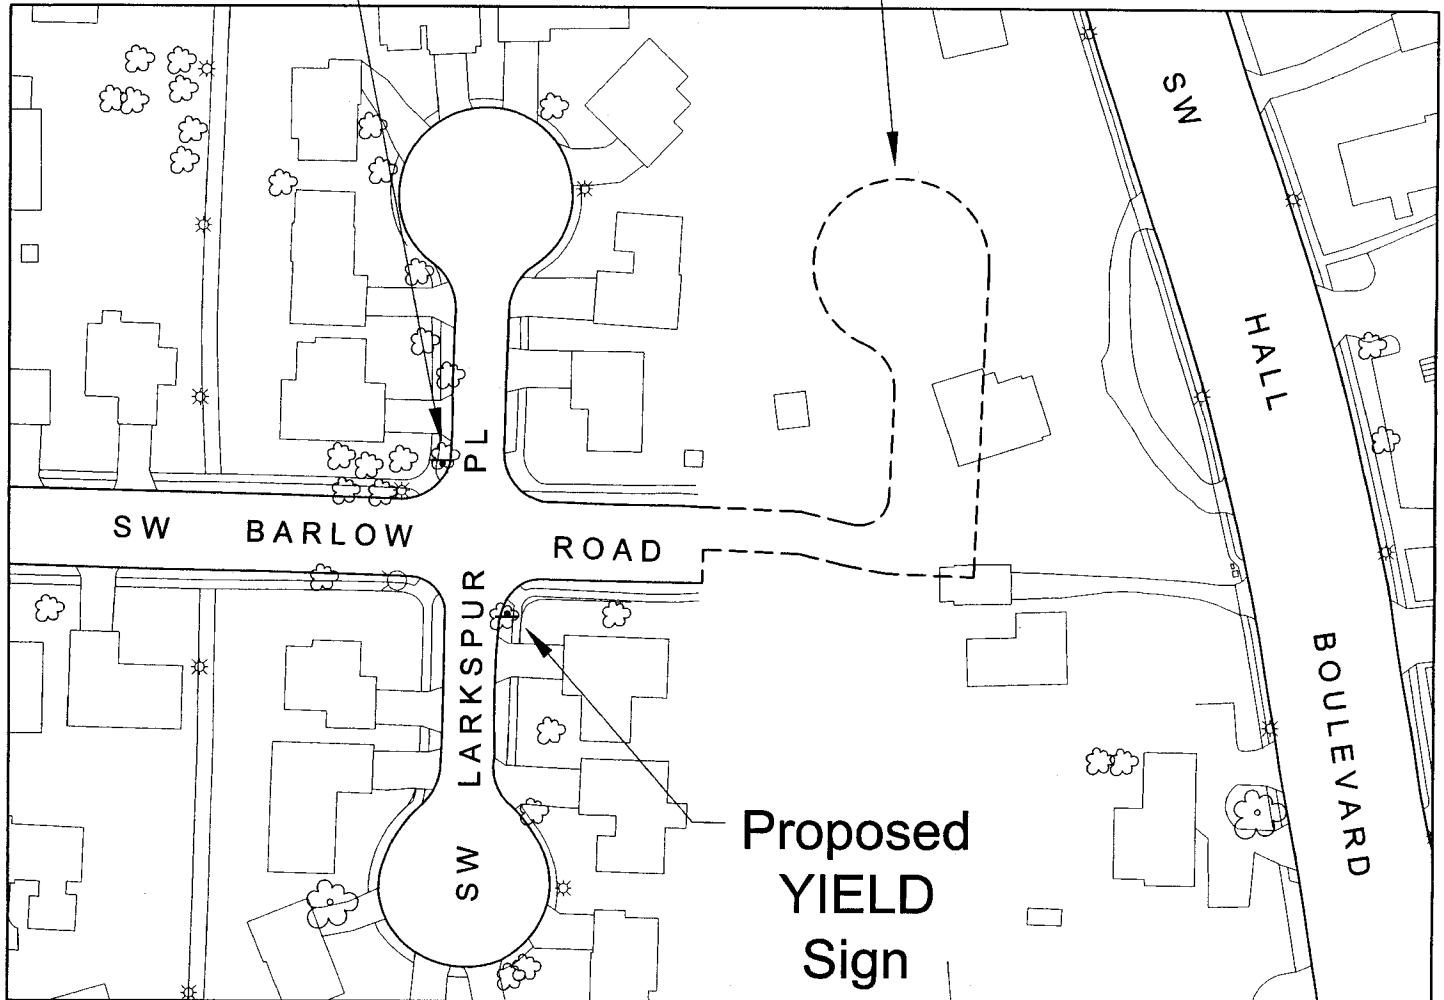 SW
HALL
BOULEVARD
SW BARLOW ROAD
SW LARKSPUR PL
Proposed
YIELD
Sign